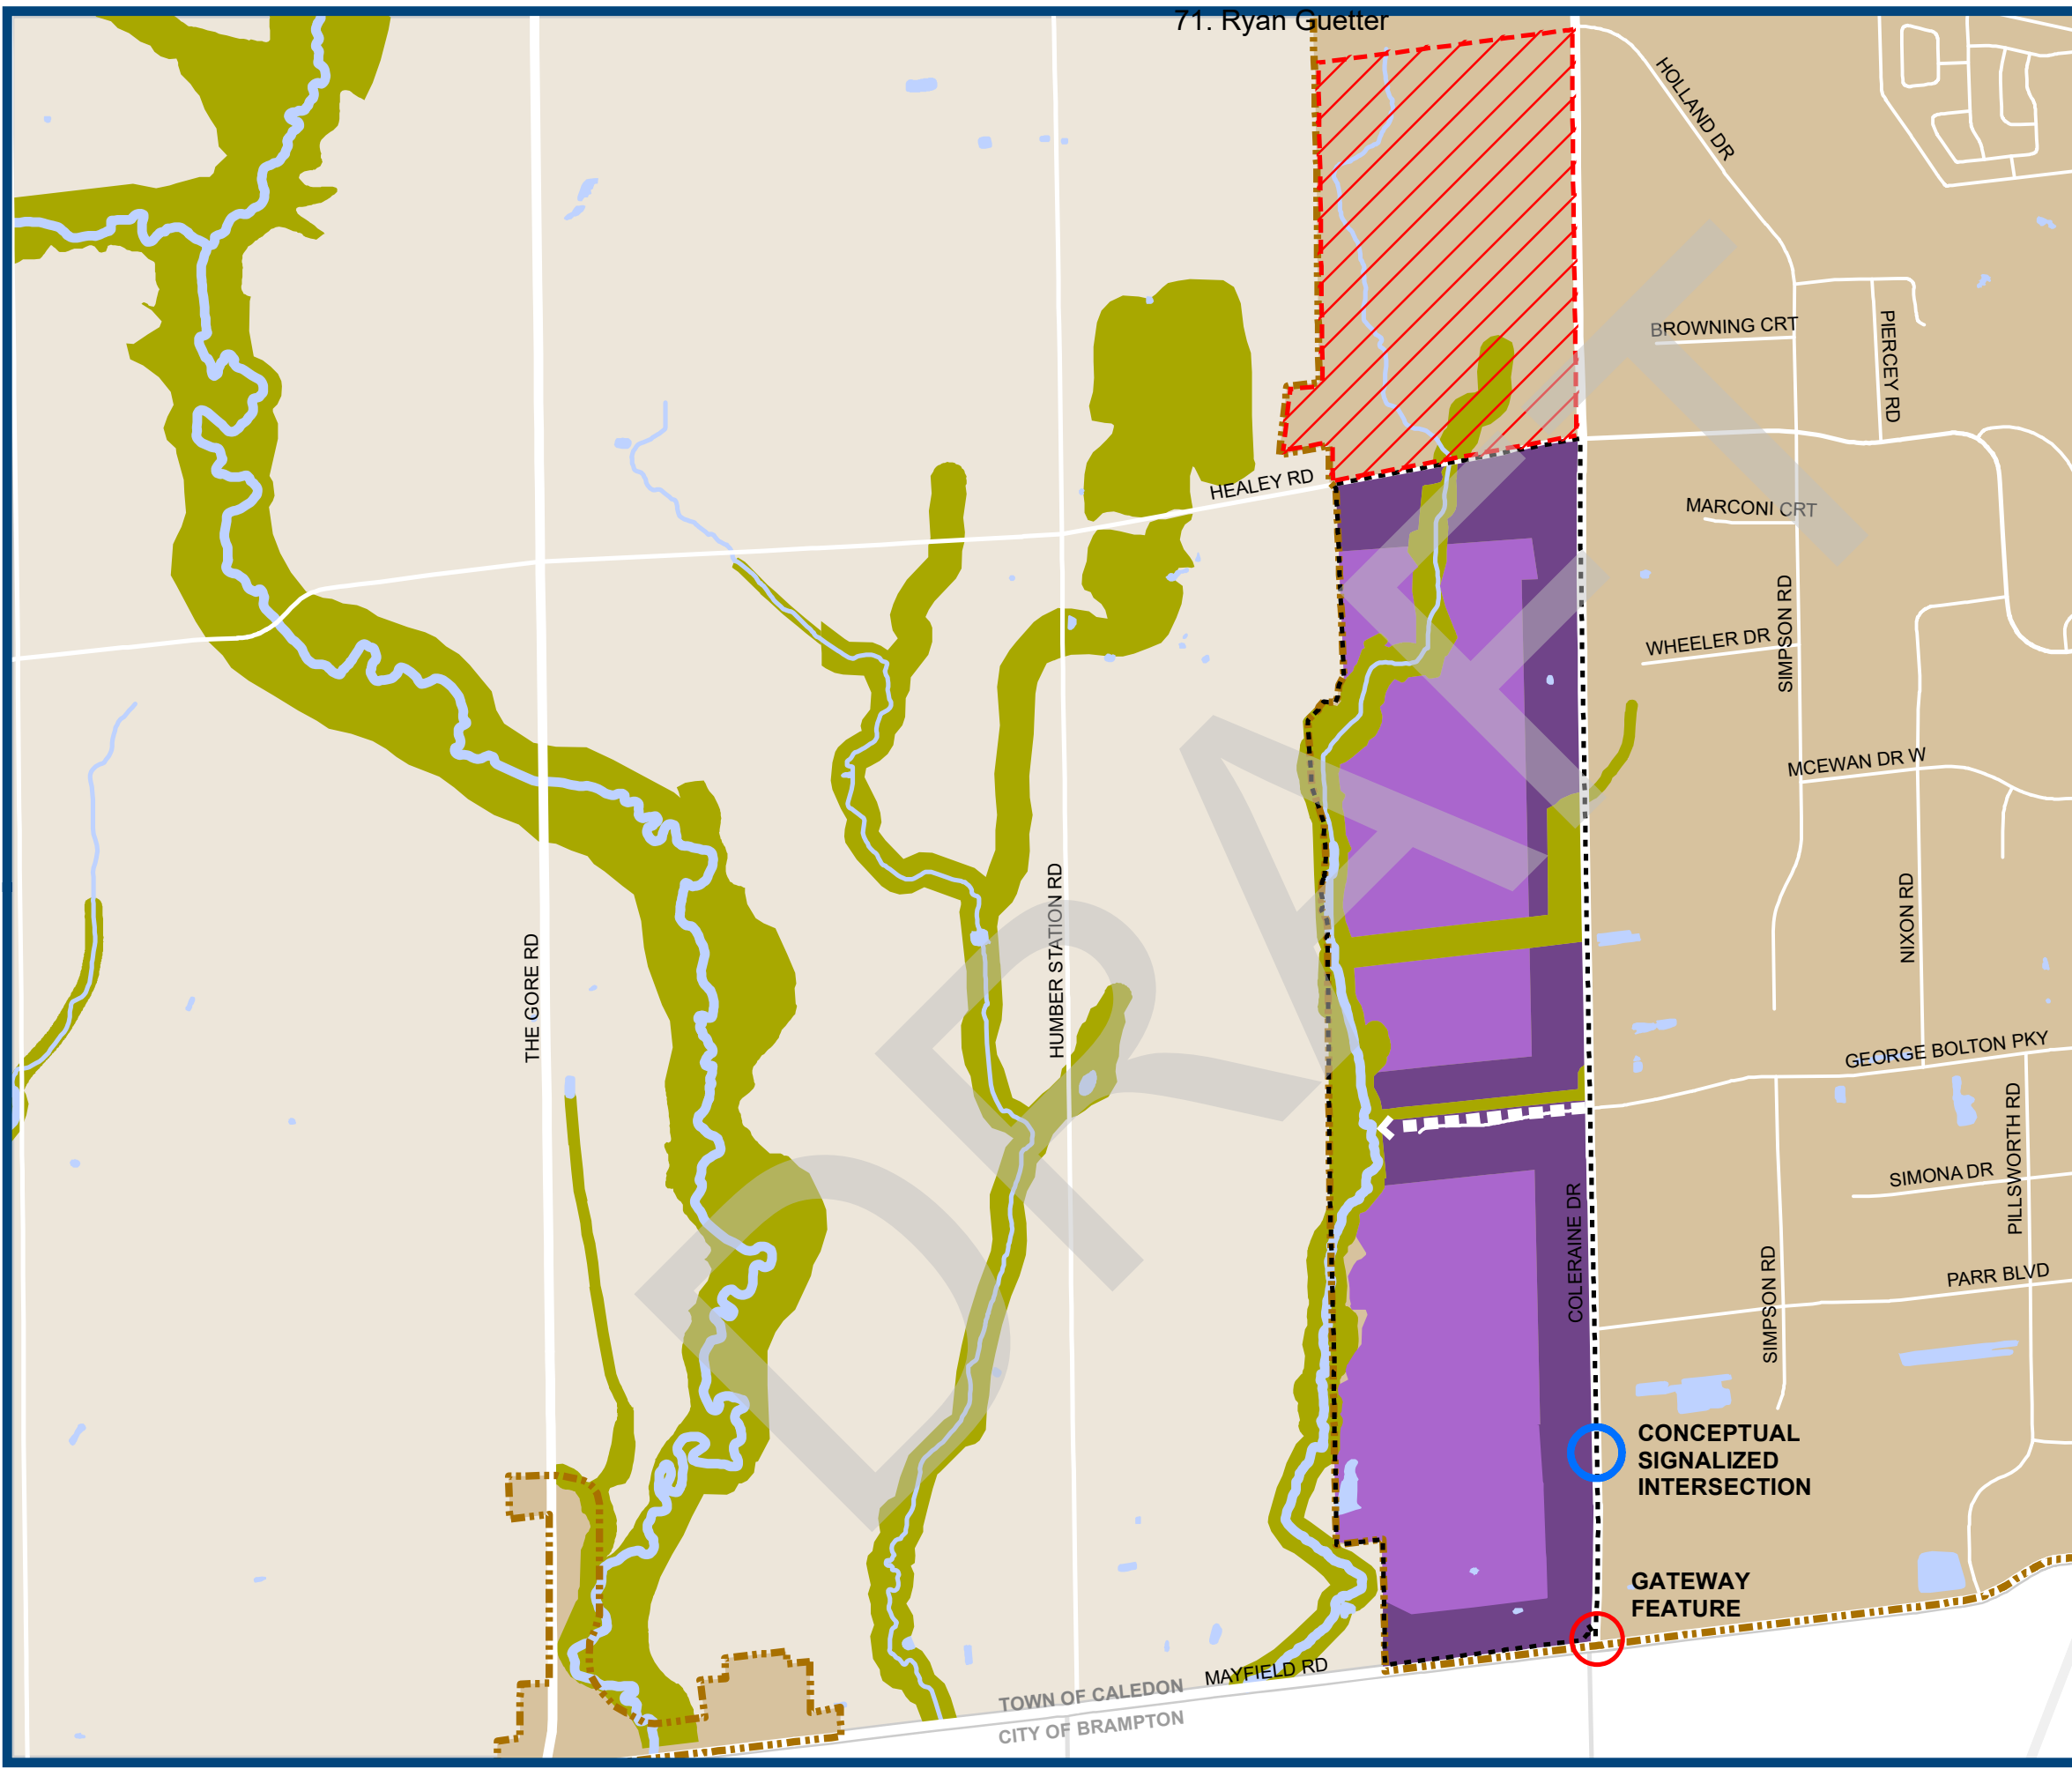 71. Ryan Guetter
HOLLAND DR
BROWNING CRT
PIERCEY RD
HEALEY RD
MARCONI CRT
SIMPSON RD
WHEELER DR
MCEWAN DR W
NIXON RD
THE GORE RD
HUMBER STATION RD
GEORGE BOLTON PKY
PILLSWORTH RD
SIMONA DR
COLERAINE DR
SIMPSON RD
PARR BLVD
CONCEPTUAL
SIGNALIZED
INTERSECTION
GATEWAY
FEATURE
MAYFIELD RD
TOWN OF CALEDON
CITY OF BRAMPTON
DRAFT